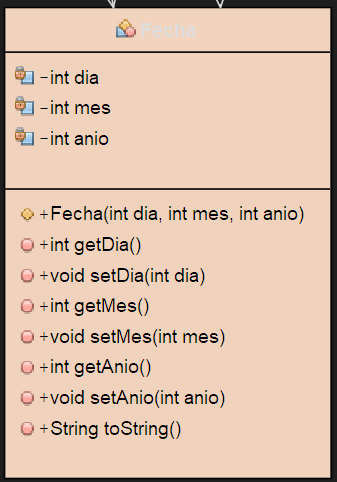 Fecha
-int dia
-int mes
-int anio
+Fecha(int dia, int mes, int anio)
+int getDia()
+void setDia(int dia)
+int getMes()
+void setMes(int mes)
+int getAnio()
+void setAnio(int anio)
+String toString()